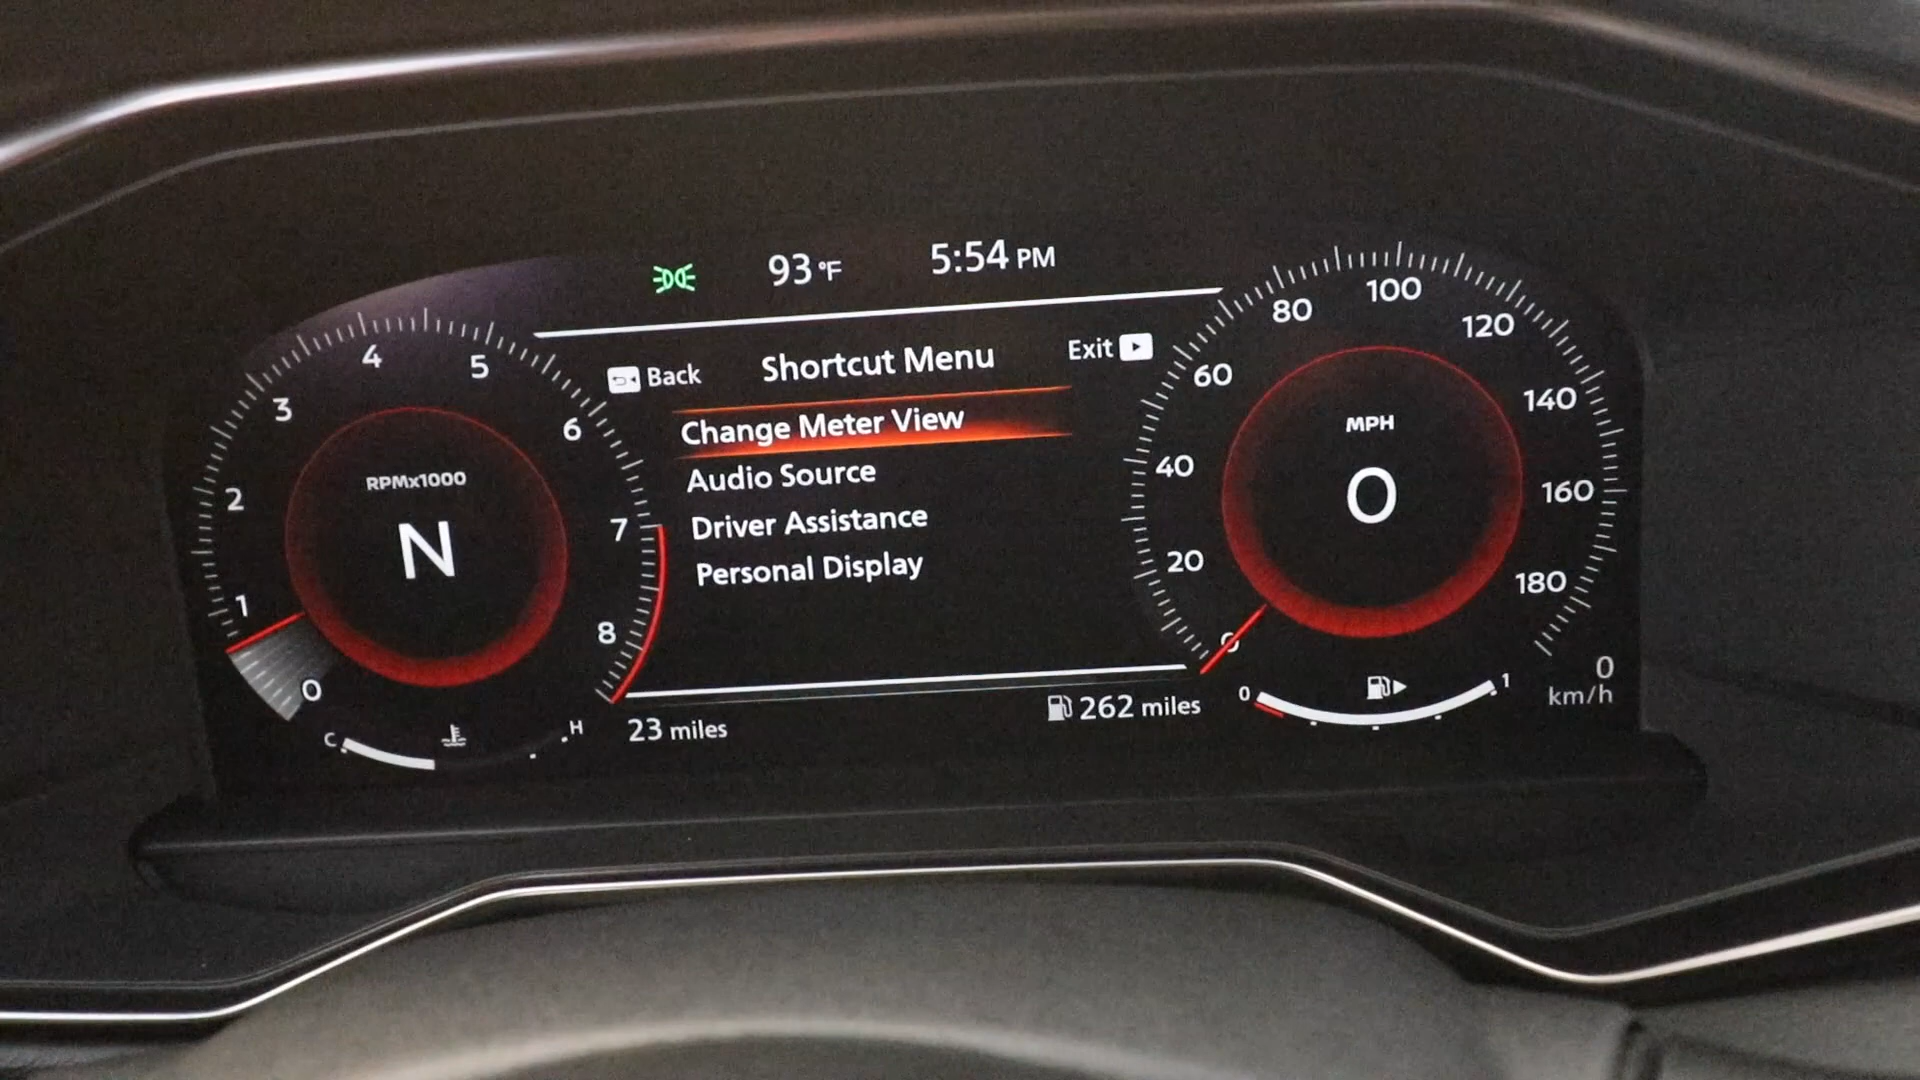 93 °F
5:54 PM
Back
Shortcut Menu
Exit
Change Meter View
Audio Source
Driver Assistance
Personal Display
23 miles
262 miles
RPMx1000
N
0
1
2
3
4
5
6
7
8
C
H
MPH
0
0
20
40
60
80
100
120
140
160
180
0
1
0
km/h